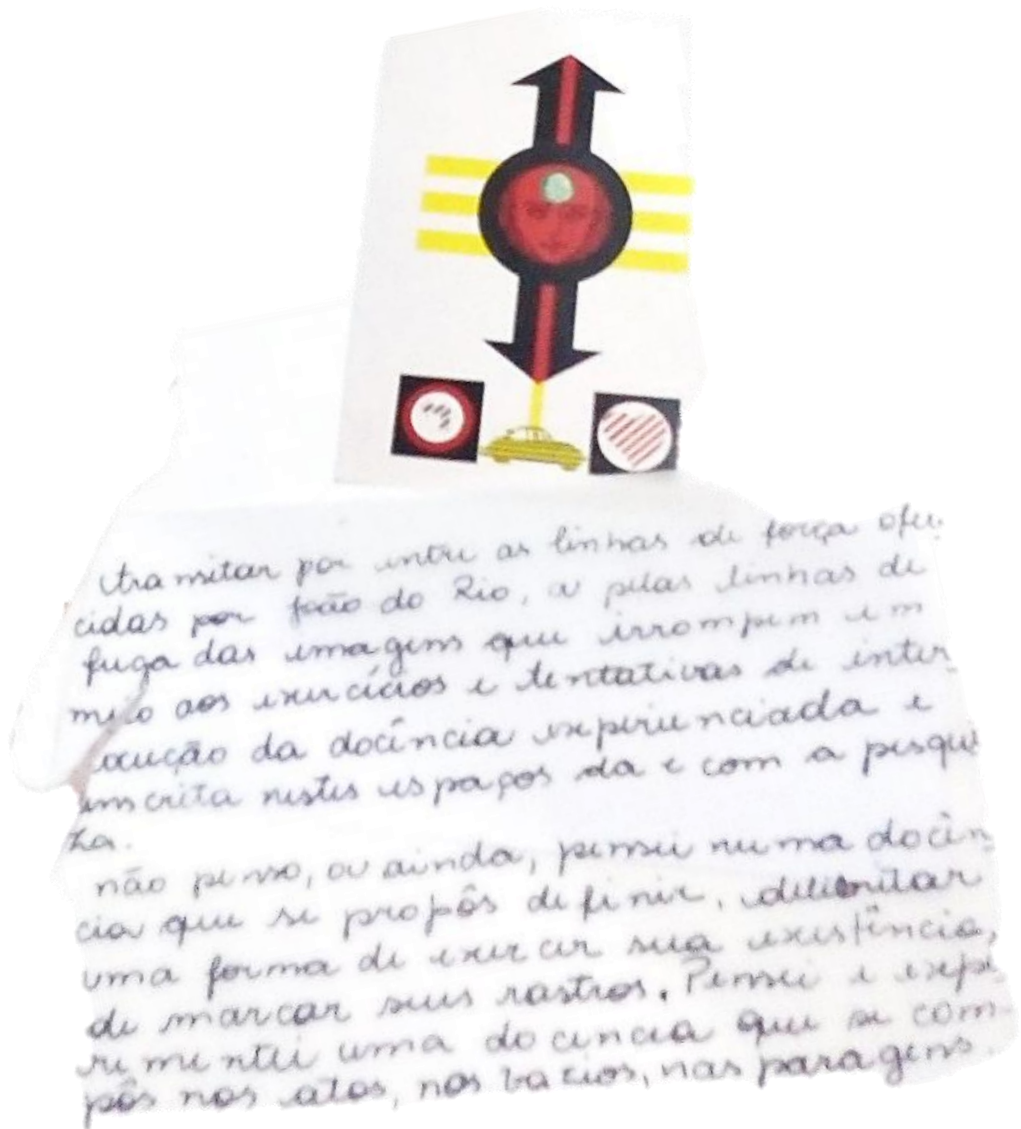 transitar por entre as linhas de força ofe-
cidas por João do Rio, e pelas linhas de
fuga das imagens que irrompem em
meio aos exercícios e tentativas de inter-
locução da docência experienciada e
inscrita nestes espaços da e com a pesqui
za.
não penso, ou ainda, pensei numa docên-
cia que se propôs definir, delimitar
uma forma de exercer sua existência,
de marcar seus rastros. Pensei e expe-
rimentei uma docencia que se com-
pôs nos atos, nos vazios, nas paragens.